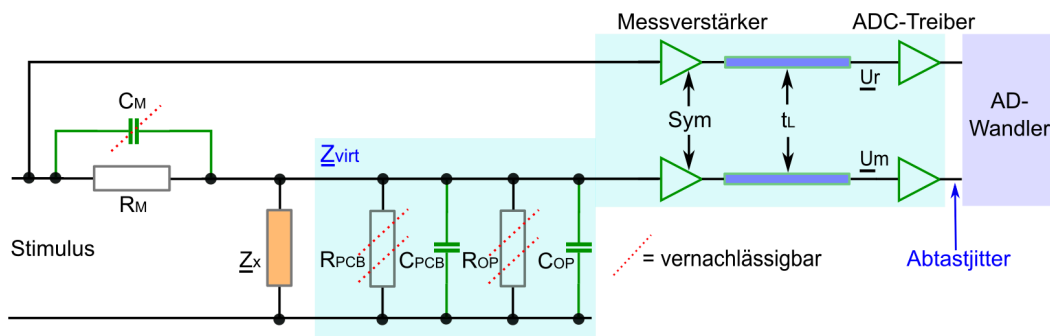 Messverstärker
ADC-Treiber
CM
Ur
Zvirt
Sym
tL
AD-
Wandler
Um
RM
Stimulus
Zx
RPCB
CPCB
ROP
COP
= vernachlässigbar
Abtastjitter